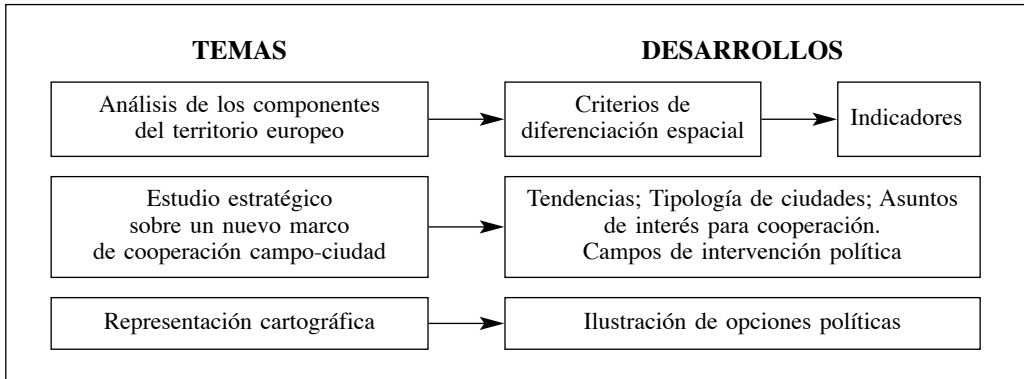 TEMAS
DESARROLLOS
Análisis de los componentes
del territorio europeo
Criterios de
diferenciación espacial
Indicadores
Estudio estratégico
sobre un nuevo marco
de cooperación campo-ciudad
Tendencias; Tipología de ciudades; Asuntos
de interés para cooperación.
Campos de intervención política
Representación cartográfica
Ilustración de opciones políticas